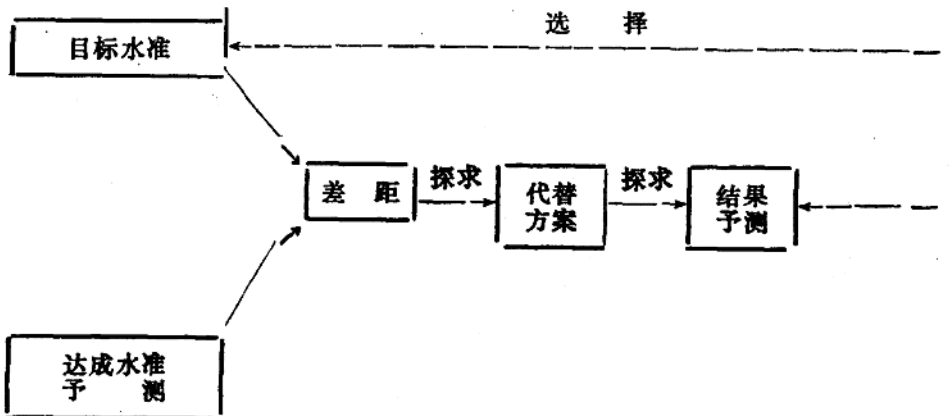 选 择
目标水准
差 距
探求
代替
方案
探求
结果
予测
达成水准
予 测